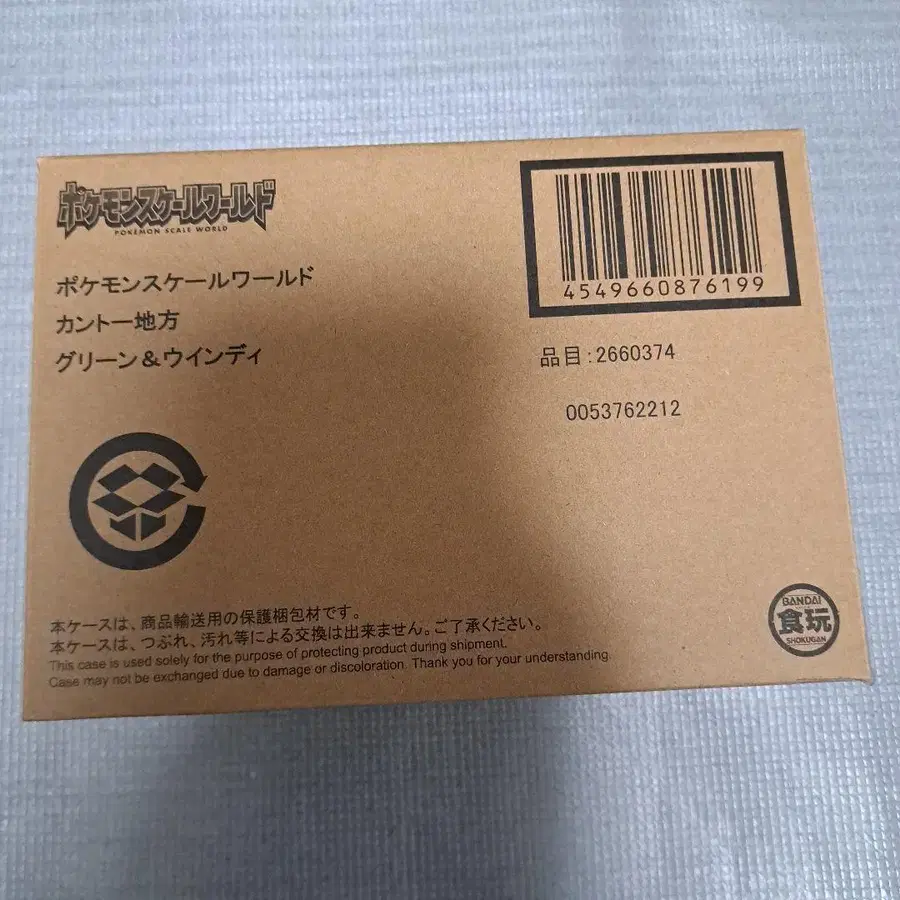 ポケモンスケールワールド
POKÉMON SCALE WORLD
ポケモンスケールワールド
カントー地方
グリーン&ウインディ
4549660876199
品目:2660374
0053762212
本ケースは、商品輸送用の保護梱包材です。
本ケースは、つぶれ、汚れ等による交換は出来ません。ご了承ください。
This case is used solely for the purpose of protecting product during shipment.
Case may not be exchanged due to damage or discoloration. Thank you for your understanding.
BANDAI
食玩
SHOKUGAN